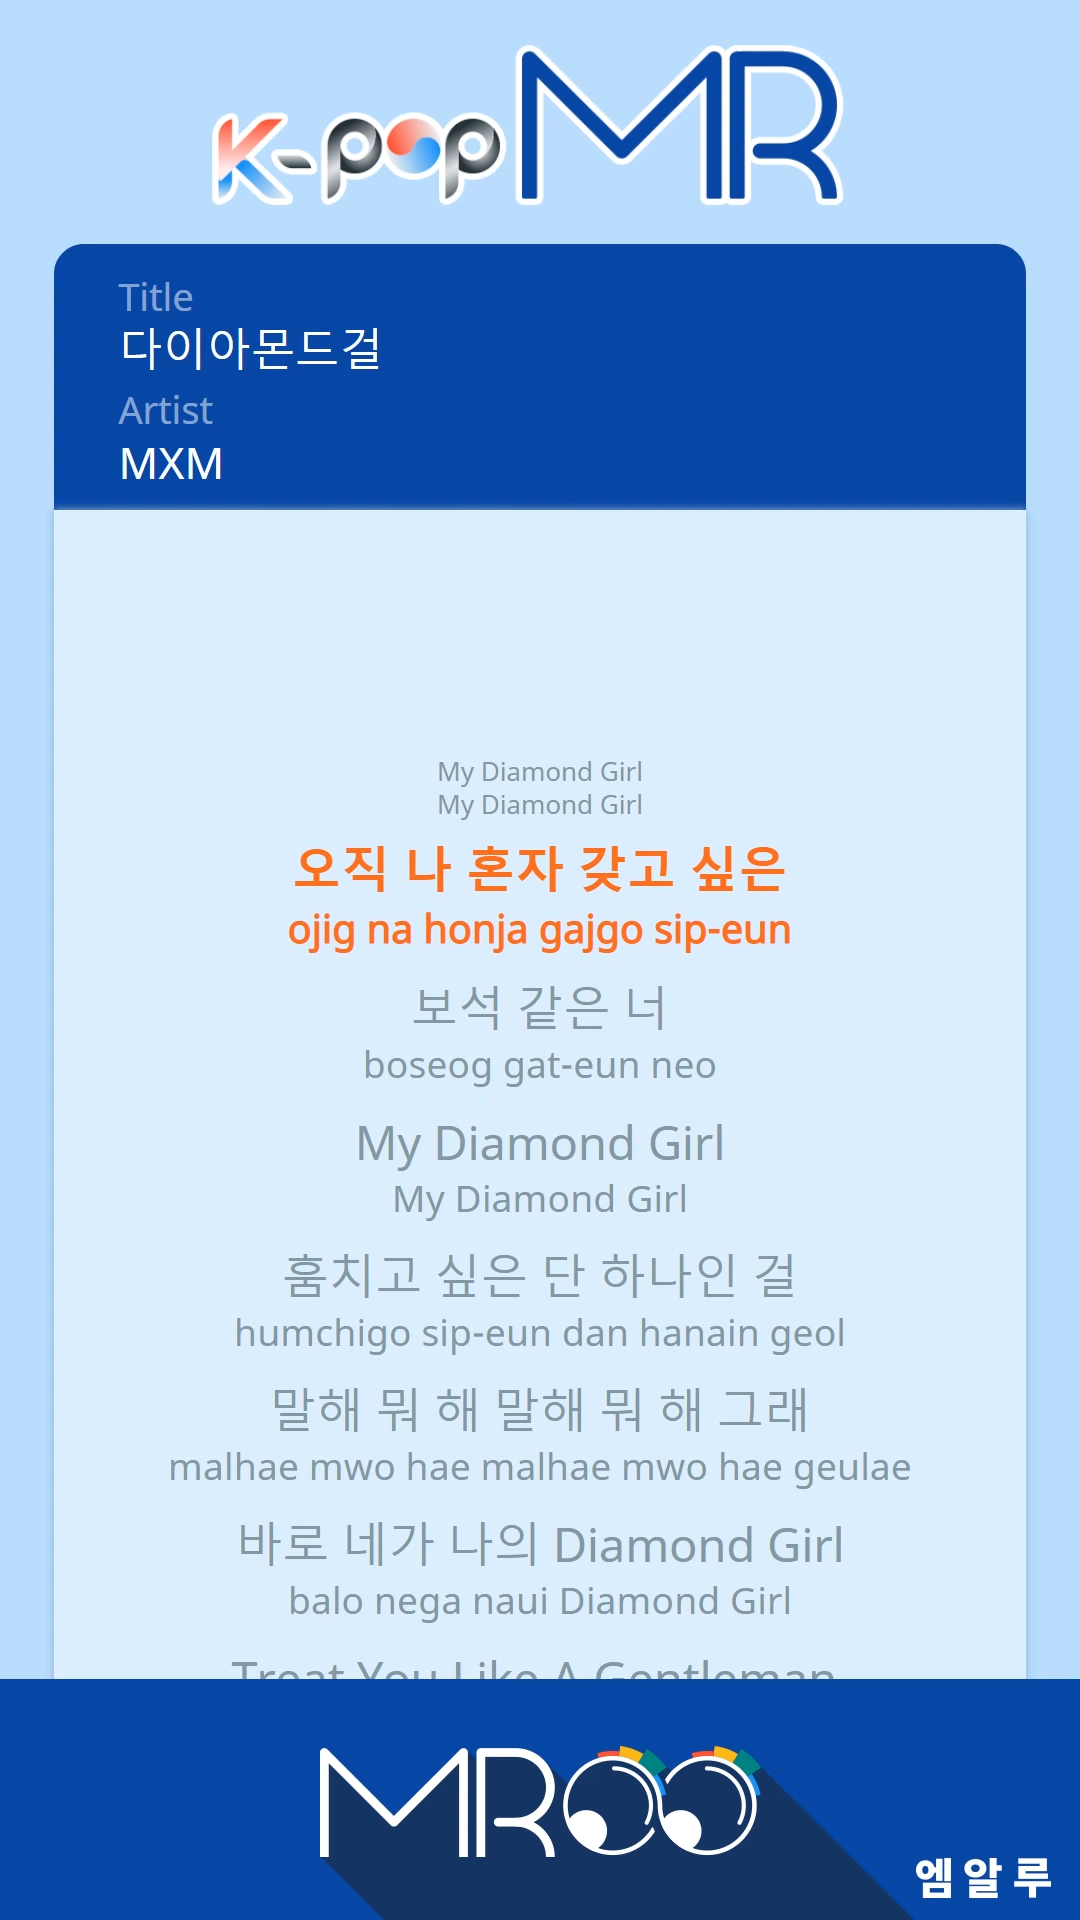 K-pop MR
Title
다이아몬드걸
Artist
MXM
My Diamond Girl
My Diamond Girl
오직 나 혼자 갖고 싶은
ojig na honja gajgo sip-eun
보석 같은 너
boseog gat-eun neo
My Diamond Girl
My Diamond Girl
훔치고 싶은 단 하나인 걸
humchigo sip-eun dan hanain geol
말해 뭐 해 말해 뭐 해 그래
malhae mwo hae malhae mwo hae geulae
바로 네가 나의 Diamond Girl
balo nega naui Diamond Girl
Treat You Like A Gentleman
MROO
엠알루